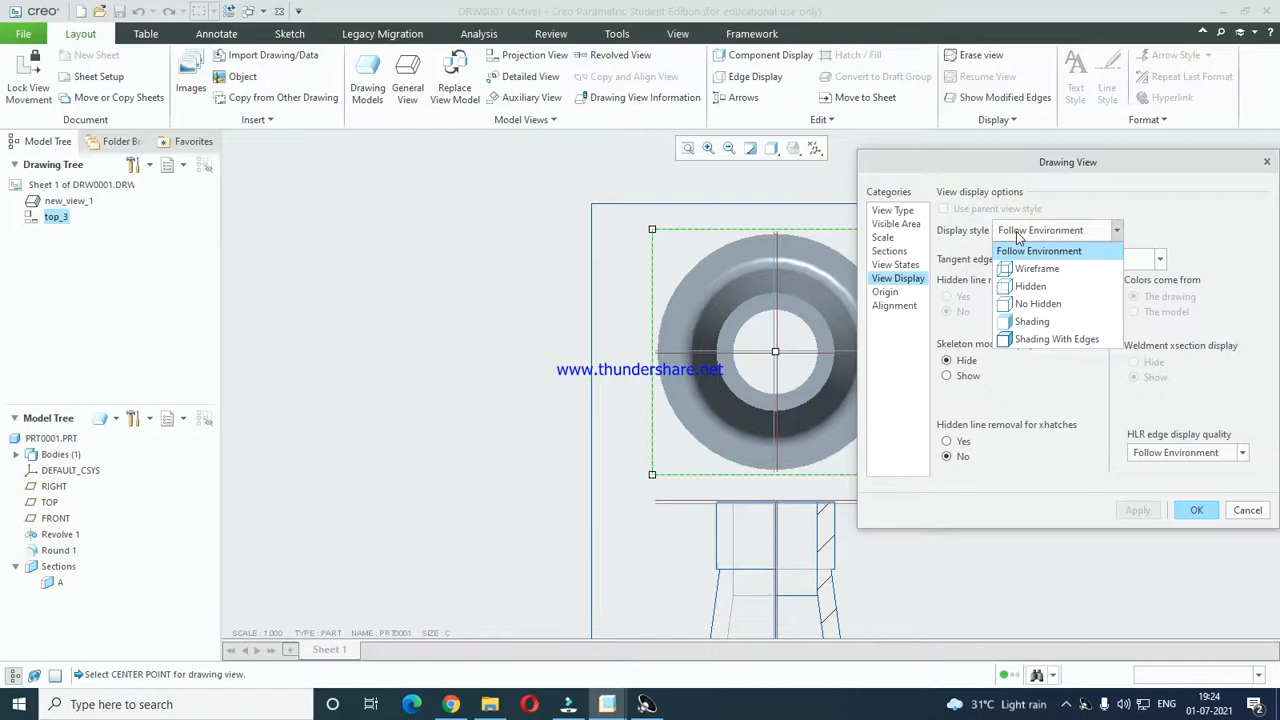 creo
DRW0001 (Active) - Creo Parametric Student Edition (for educational use only)
File Layout Table Annotate Sketch Legacy Migration Analysis Review Tools View Framework
Lock View Movement
New Sheet
Sheet Setup
Move or Copy Sheets
Document
Images
Import Drawing/Data
Object
Copy from Other Drawing
Insert
Drawing Models
General View
Replace View Model
Projection View
Detailed View
Auxiliary View
Revolved View
Copy and Align View
Drawing View Information
Model Views
Component Display
Edge Display
Arrows
Hatch / Fill
Convert to Draft Group
Move to Sheet
Edit
Erase view
Resume View
Show Modified Edges
Display
Text Style
Line Style
Arrow Style
Repeat Last Format
Hyperlink
Format
Model Tree
Folder Br
Favorites
Drawing Tree
Sheet 1 of DRW0001.DRW
new_view_1
top_3
Model Tree
PRT0001.PRT
Bodies (1)
DEFAULT_CSYS
RIGHT
TOP
FRONT
Revolve 1
Round 1
Sections
A
www.thundershare.net
Drawing View
Categories
View Type
Visible Area
Scale
Sections
View States
View Display
Origin
Alignment
View display options
Use parent view style
Display style Follow Environment
Follow Environment
Wireframe
Hidden
No Hidden
Shading
Shading With Edges
Tangent edge
Hidden line r
Yes
No
Colors come from
The drawing
The model
Skeleton mo
Hide
Show
Weldment xsection display
Hide
Show
Hidden line removal for xhatches
Yes
No
HLR edge display quality
Follow Environment
Apply OK Cancel
SCALE : 1.000 TYPE : PART NAME : PRT0001 SIZE : C
Sheet 1
Select CENTER POINT for drawing view.
Type here to search
31°C Light rain
ENG
19:24
01-07-2021